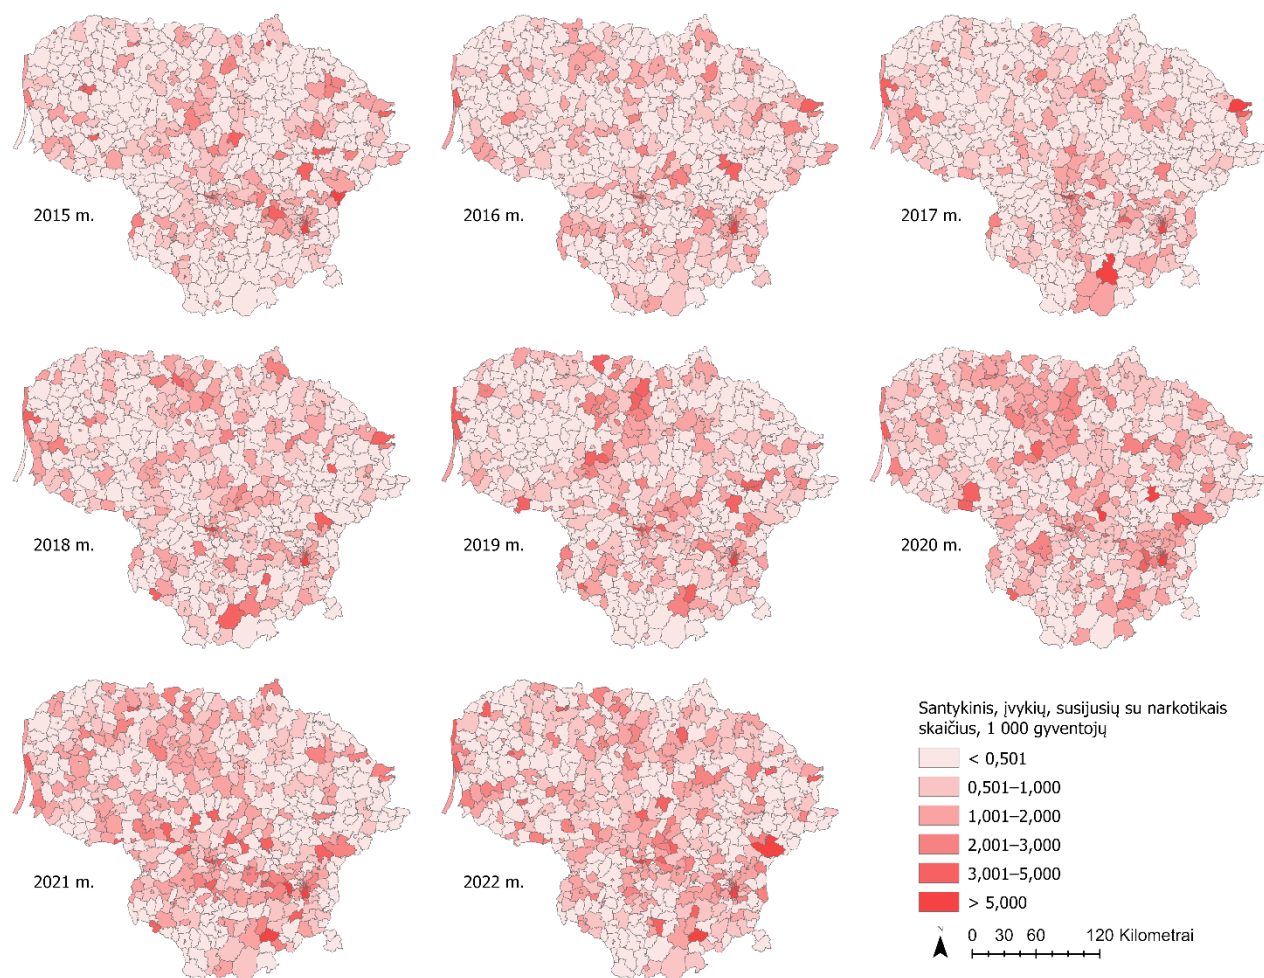 2015 m.
2016 m.
2017 m.
2018 m.
2019 m.
2020 m.
2021 m.
2022 m.
Santykinis, įvykių, susijusių su narkotikais
skaičius, 1 000 gyventojų
< 0,501
0,501–1,000
1,001–2,000
2,001–3,000
3,001–5,000
> 5,000
N
0 30 60 120 Kilometrai